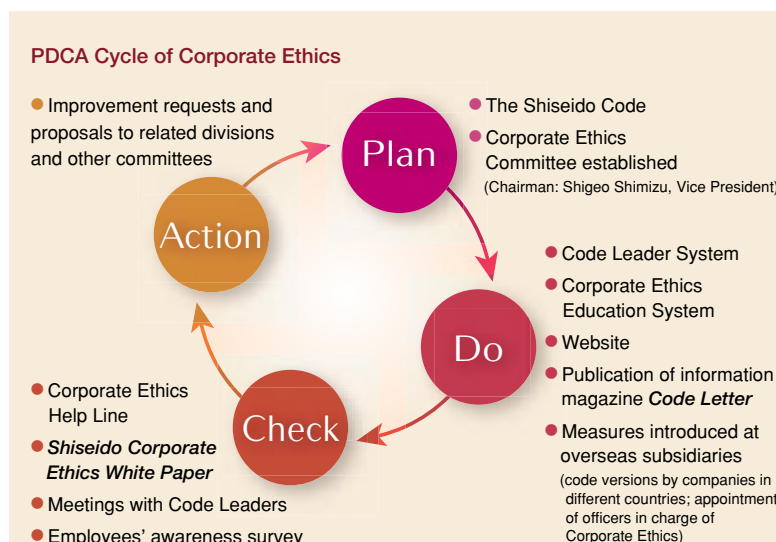 PDCA Cycle of Corporate Ethics
● Improvement requests and
proposals to related divisions
and other committees
Plan
● The Shiseido Code
● Corporate Ethics
Committee established
(Chairman: Shigeo Shimizu, Vice President)
Action
Do
● Code Leader System
● Corporate Ethics
Education System
● Website
● Publication of information
magazine Code Letter
● Measures introduced at
overseas subsidiaries
(code versions by companies in
different countries; appointment
of officers in charge of
Corporate Ethics)
Check
● Corporate Ethics
Help Line
● Shiseido Corporate
Ethics White Paper
● Meetings with Code Leaders
● Employees' awareness survey